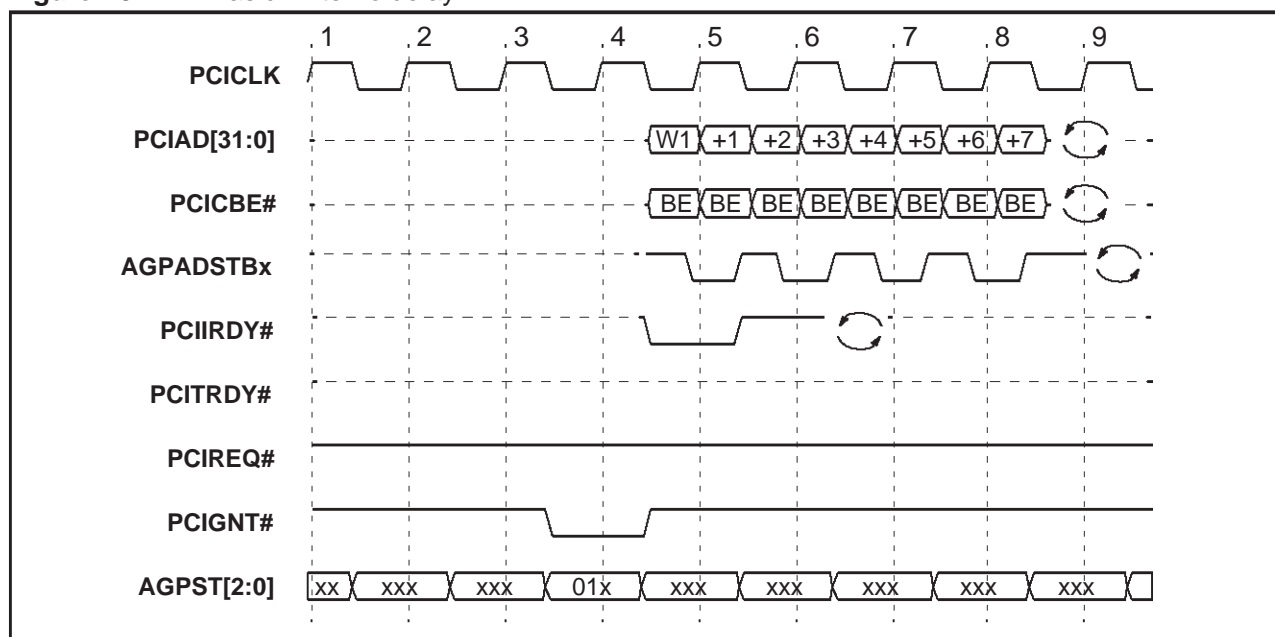 1 2 3 4 5 6 7 8 9
PCICLK
PCIAD[31:0] W1 +1 +2 +3 +4 +5 +6 +7
PCICBE# BE BE BE BE BE BE BE BE
AGPADSTBx
PCIIRDY#
PCITRDY#
PCIREQ#
PCIGNT#
AGPST[2:0] xx xxx xxx 01x xxx xxx xxx xxx xxx